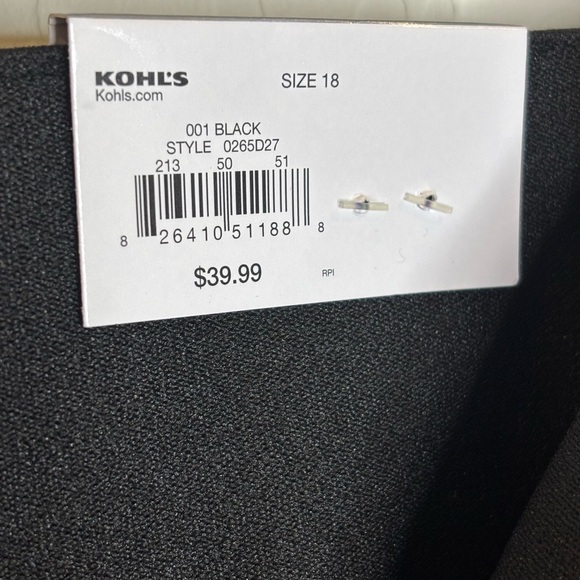 KOHL'S
Kohls.com
SIZE 18
001 BLACK
STYLE 0265D27
213 50 51
8 26410 51188 8
$39.99
RPI